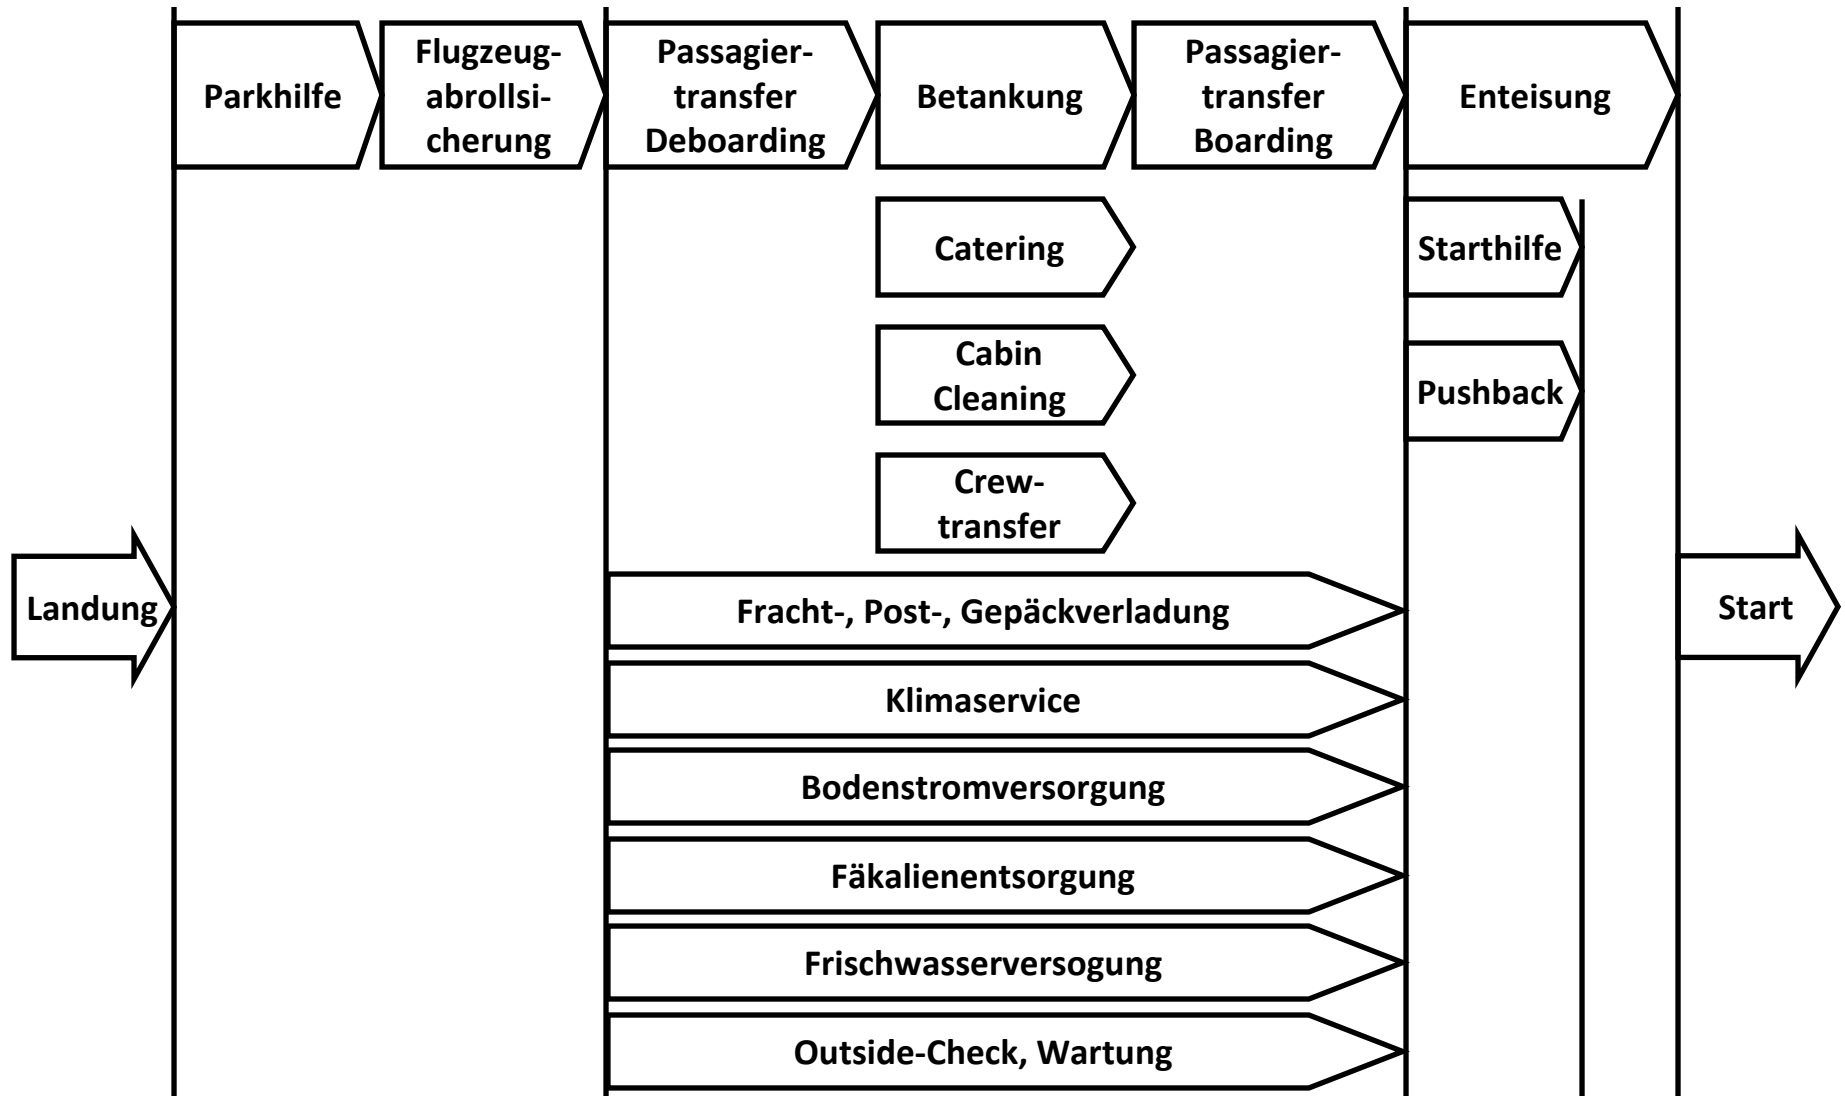 Parkhilfe
Flugzeug-
abrollsi-
cherung
Passagier-
transfer
Deboarding
Betankung
Passagier-
transfer
Boarding
Enteisung
Catering
Starthilfe
Cabin
Cleaning
Pushback
Crew-
transfer
Landung
Fracht-, Post-, Gepäckverladung
Start
Klimaservice
Bodenstromversorgung
Fäkalienentsorgung
Frischwasserversogung
Outside-Check, Wartung